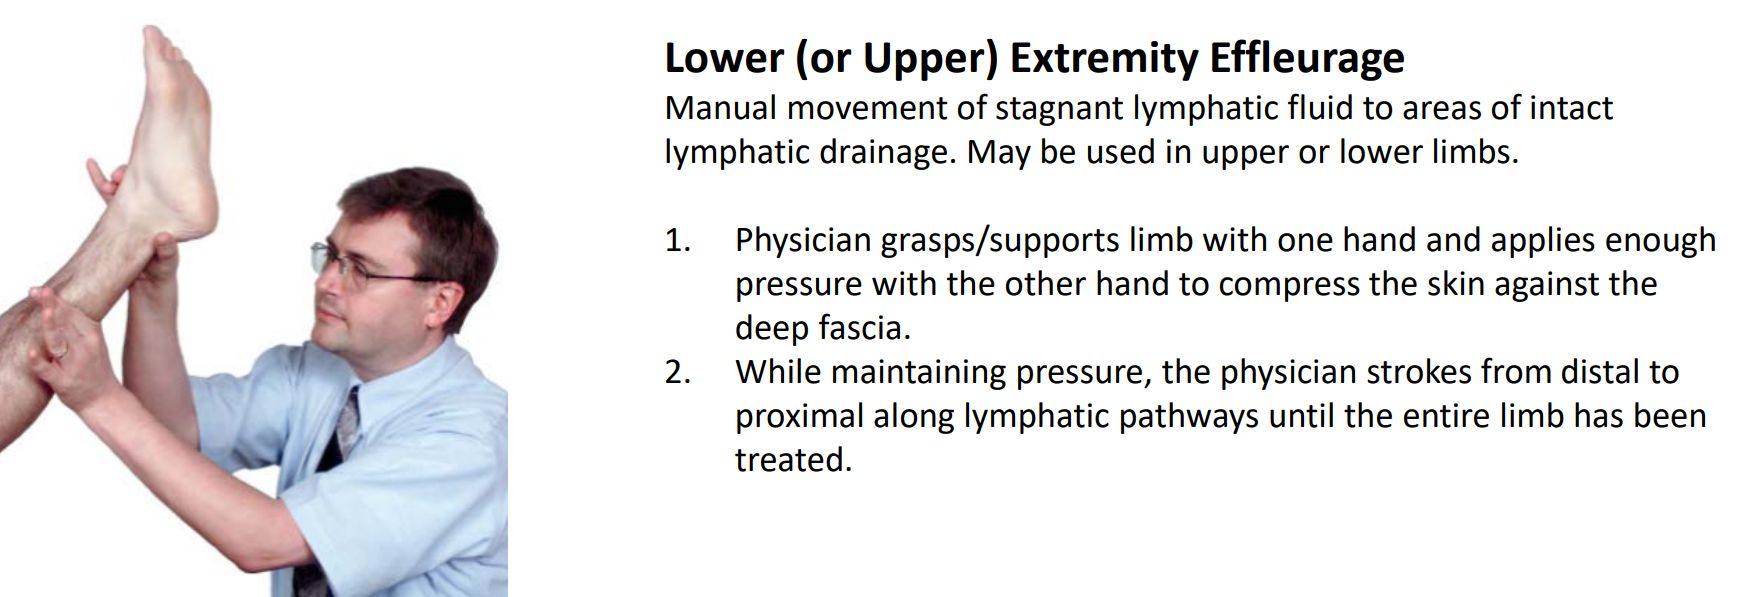 Lower (or Upper) Extremity Effleurage
Manual movement of stagnant lymphatic fluid to areas of intact
lymphatic drainage. May be used in upper or lower limbs.
1. Physician grasps/supports limb with one hand and applies enough
pressure with the other hand to compress the skin against the
deep fascia.
2. While maintaining pressure, the physician strokes from distal to
proximal along lymphatic pathways until the entire limb has been
treated.